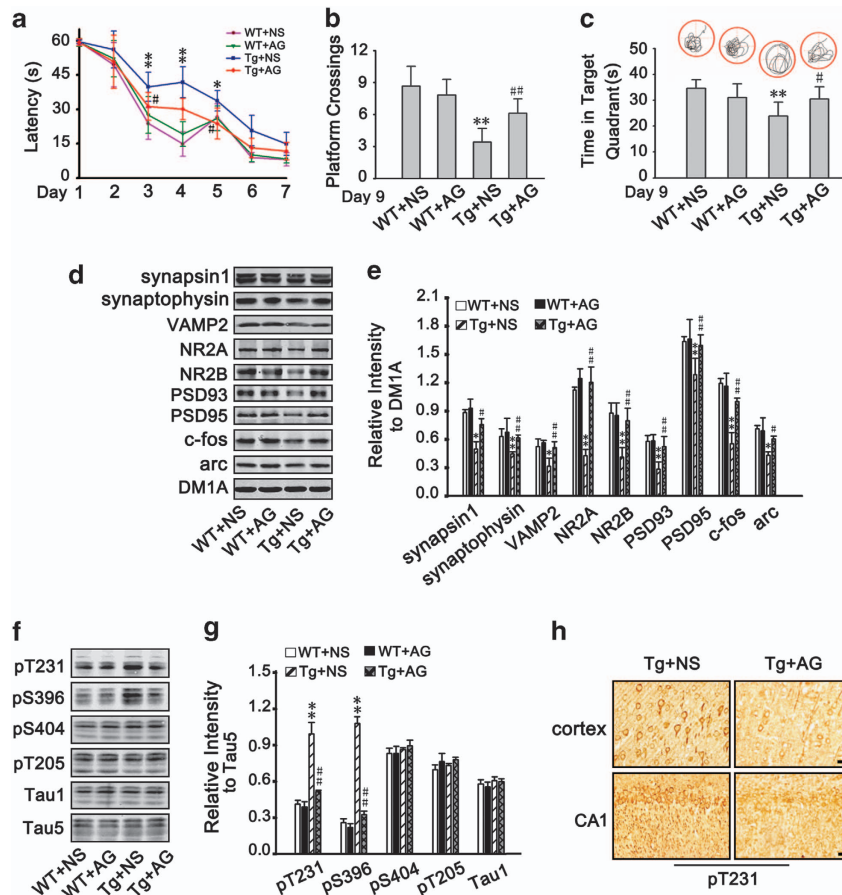 a
60
45
30
15
0
Latency (s)
WT+NS
WT+AG
Tg+NS
Tg+AG
**
**
*
#
#
Day 1 2 3 4 5 6 7
b
12
9
6
3
0
Platform Crossings
**
##
Day 9
WT+NS
WT+AG
Tg+NS
Tg+AG
c
50
40
30
20
10
0
Time in Target
Quadrant(s)
**
#
Day 9
WT+NS
WT+AG
Tg+NS
Tg+AG
d
synapsin1
synaptophysin
VAMP2
NR2A
NR2B
PSD93
PSD95
c-fos
arc
DM1A
WT+NS
WT+AG
Tg+NS
Tg+AG
e
WT+NS WT+AG
Tg+NS Tg+AG
2.1
1.8
1.5
1.2
0.9
0.6
0.3
0.0
Relative Intensity
to DM1A
synapsin1
synaptophysin
VAMP2
NR2A
NR2B
PSD93
PSD95
c-fos
arc
f
pT231
pS396
pS404
pT205
Tau1
Tau5
WT+NS
WT+AG
Tg+NS
Tg+AG
g
WT+NS WT+AG
Tg+NS Tg+AG
1.5
1.2
0.9
0.6
0.3
0.0
Relative Intensity
to Tau5
**
##
**
##
pT231
pS396
pS404
pT205
Tau1
h
Tg+NS Tg+AG
cortex
CA1
pT231